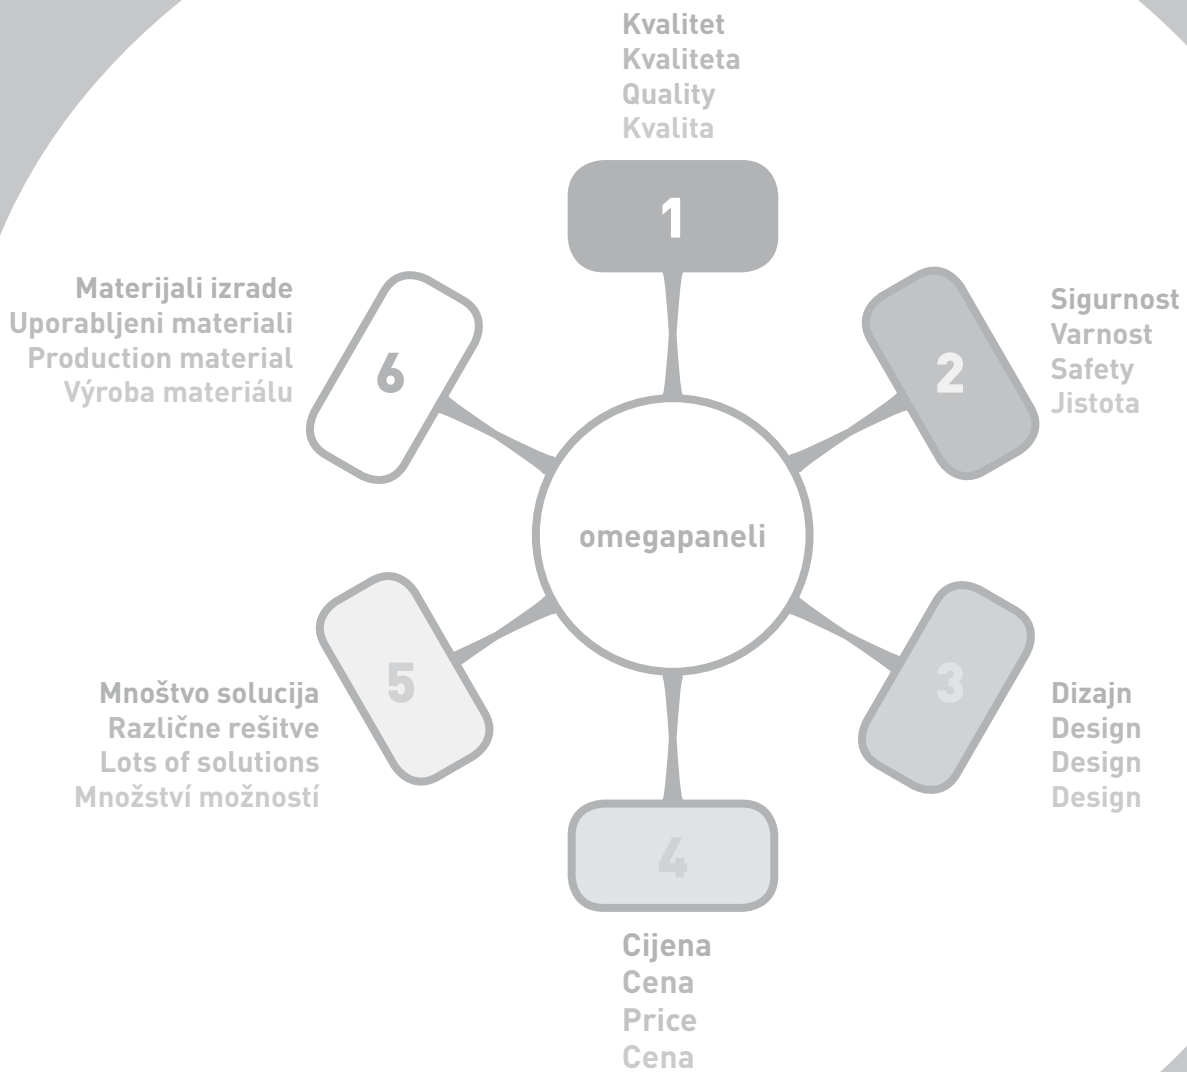 Kvalitet
Kvaliteta
Quality
Kvalita
1
Materijali izrade
Uporabljeni materiali
Production material
Výroba materiálu
6
2
Sigurnost
Varnost
Safety
Jistota
omegapaneli
Mnoštvo solucija
Različne rešitve
Lots of solutions
Množství možností
5
3
Dizajn
Design
Design
Design
4
Cijena
Cena
Price
Cena